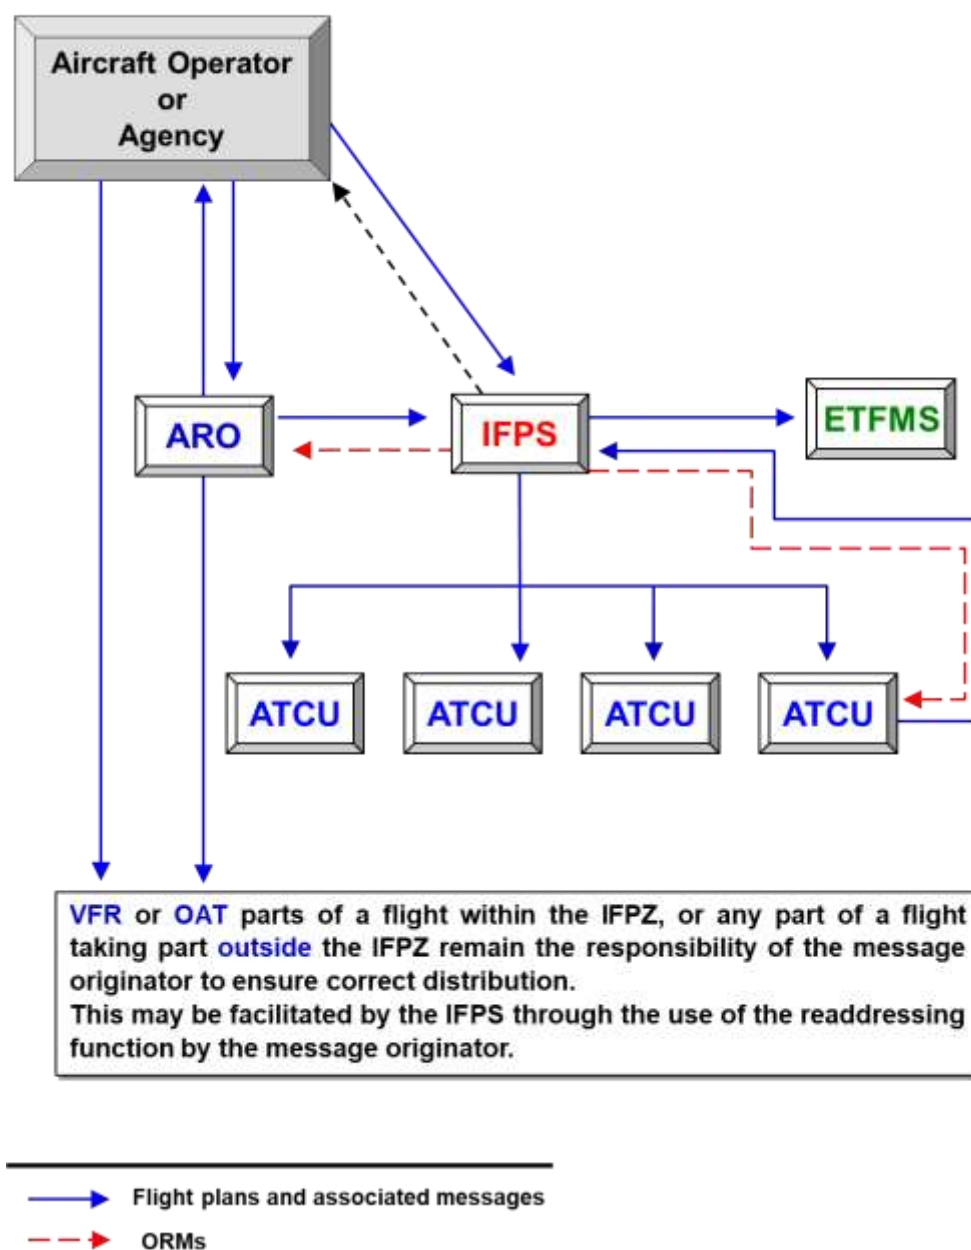 Aircraft Operator
or
Agency
ARO
IFPS
ETFMS
ATCU
ATCU
ATCU
ATCU
VFR or OAT parts of a flight within the IFPZ, or any part of a flight
taking part outside the IFPZ remain the responsibility of the message
originator to ensure correct distribution.
This may be facilitated by the IFPS through the use of the readdressing
function by the message originator.
Flight plans and associated messages
ORMs